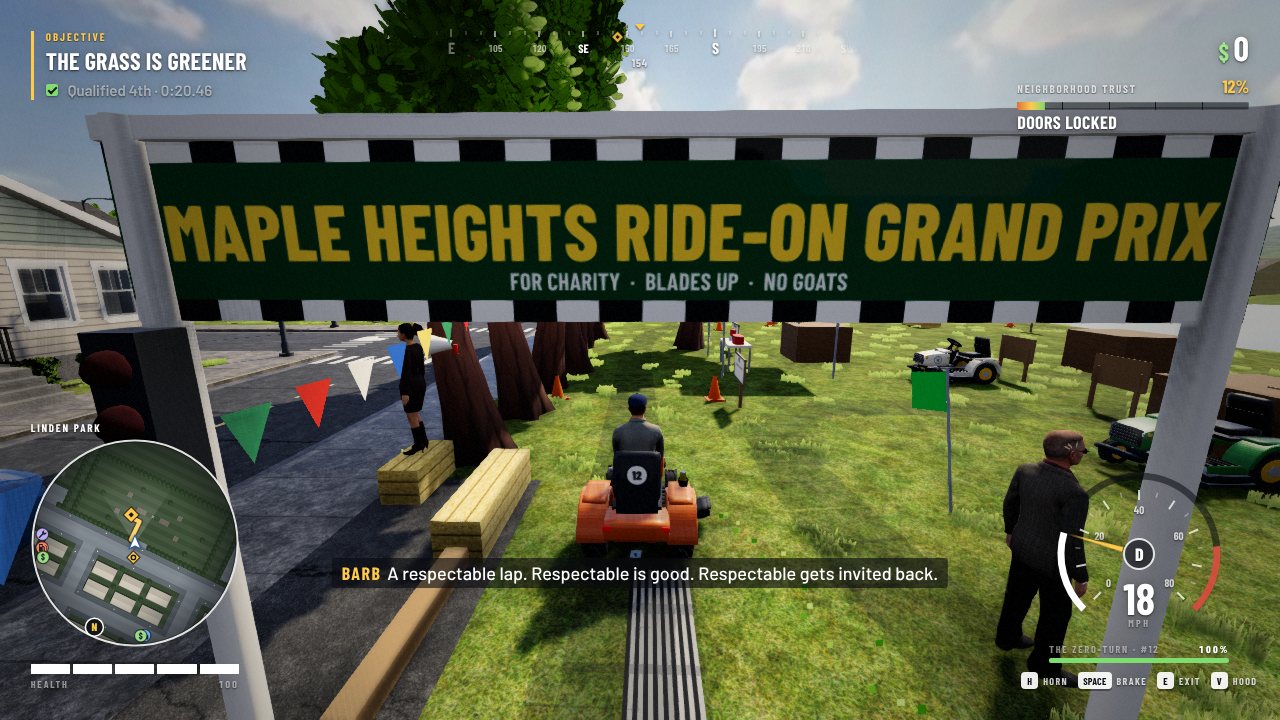 OBJECTIVE
THE GRASS IS GREENER
Qualified 4th · 0:20.46
E 105 120 SE 165 S 195 210
154
$0
NEIGHBORHOOD TRUST 12%
DOORS LOCKED
MAPLE HEIGHTS RIDE-ON GRAND PRIX
FOR CHARITY · BLADES UP · NO GOATS
LINDEN PARK
12
BARB A respectable lap. Respectable is good. Respectable gets invited back.
N
$
$
0 20 40 60 80
D
18
MPH
THE ZERO-TURN · #12 100%
HEALTH 100
H HORN SPACE BRAKE E EXIT V HOOD